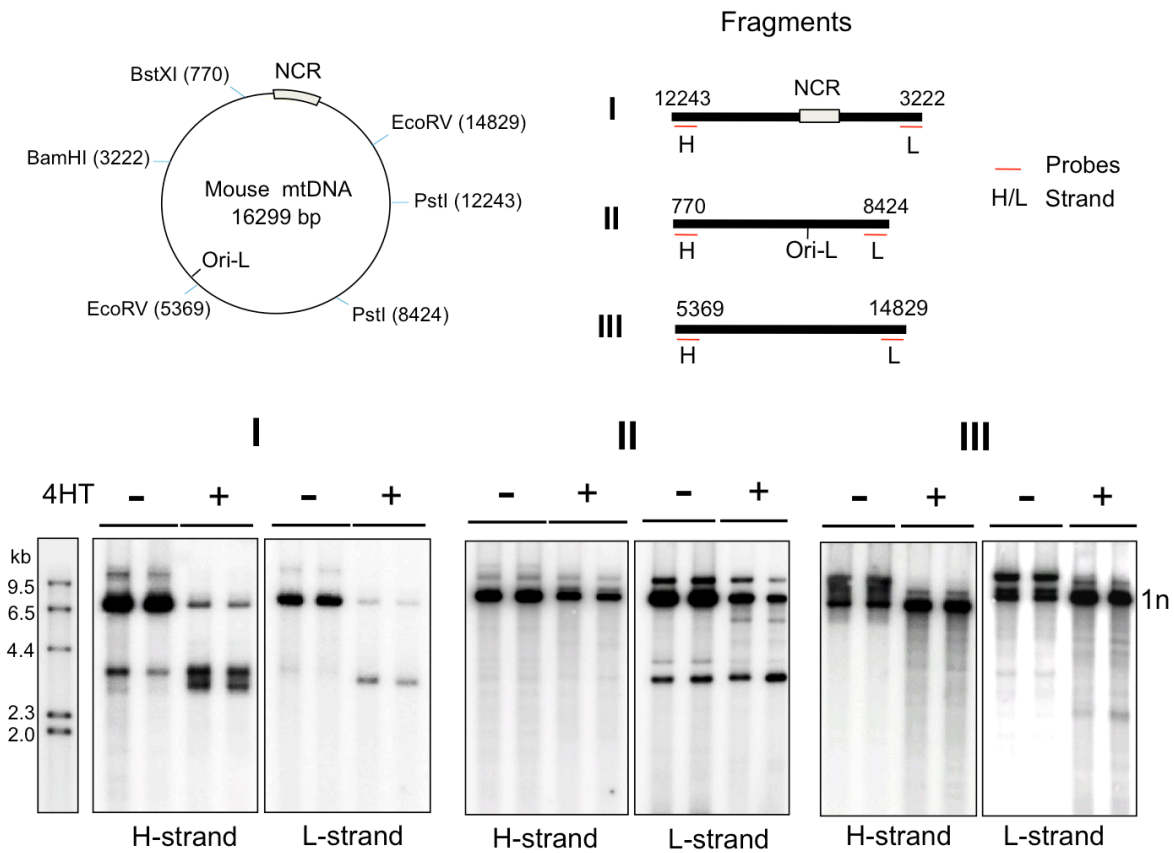 Fragments
BstXI (770)
NCR
EcoRV (14829)
BamHI (3222)
Mouse mtDNA
16299 bp
PstI (12243)
Ori-L
EcoRV (5369)
PstI (8424)
I
12243
NCR
3222
H
L
II
770
8424
H
Ori-L
L
III
5369
14829
H
L
Probes
H/L Strand
I
II
III
4HT - + - + - + - + - + - +
kb
9.5
6.5
4.4
2.3
2.0
1n
H-strand L-strand H-strand L-strand H-strand L-strand